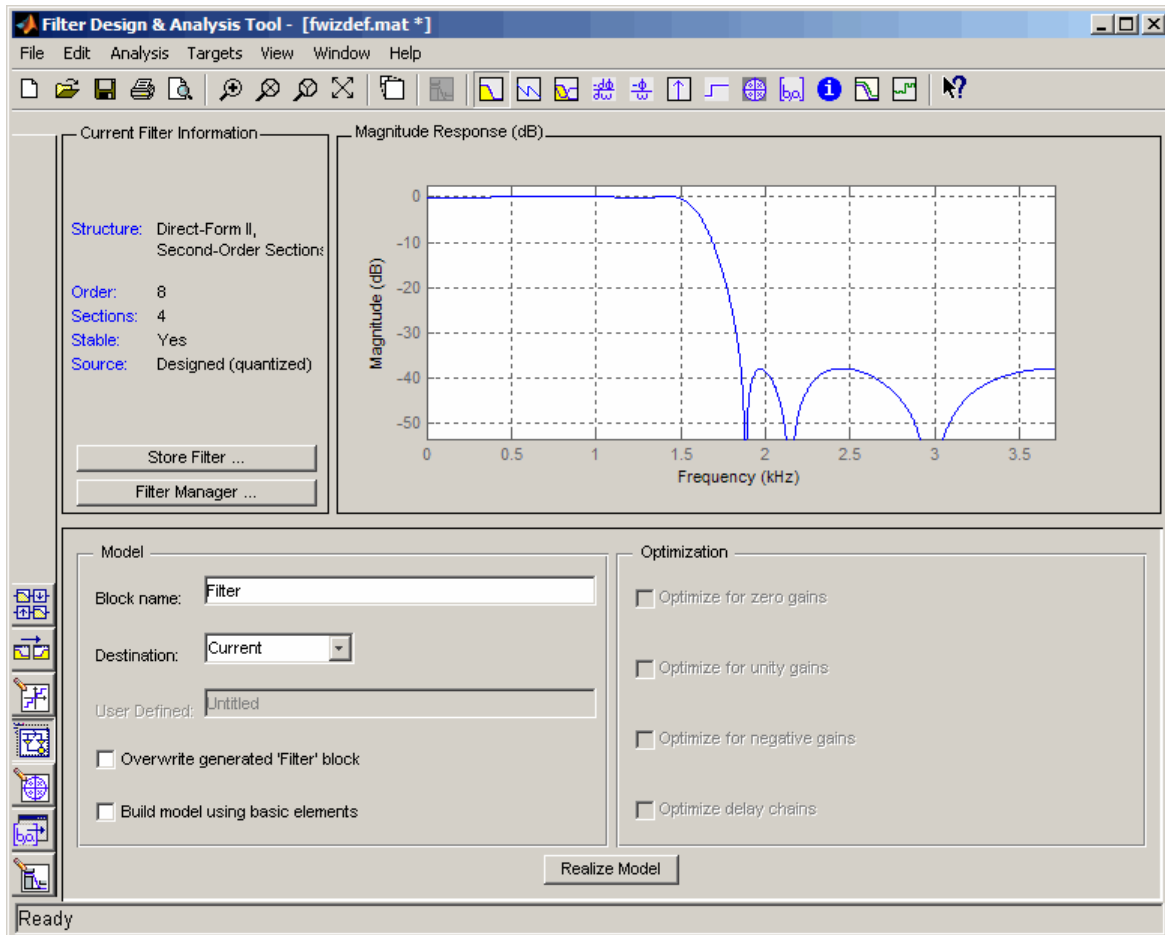 Filter Design & Analysis Tool - [fwizdef.mat *]
File Edit Analysis Targets View Window Help
Current Filter Information
Structure: Direct-Form II,
Second-Order Sections
Order: 8
Sections: 4
Stable: Yes
Source: Designed (quantized)
Store Filter ...
Filter Manager ...
Magnitude Response (dB)
Magnitude (dB)
0
-10
-20
-30
-40
-50
0 0.5 1 1.5 2 2.5 3 3.5
Frequency (kHz)
Model
Block name: Filter
Destination: Current
User Defined: Untitled
Overwrite generated 'Filter' block
Build model using basic elements
Optimization
Optimize for zero gains
Optimize for unity gains
Optimize for negative gains
Optimize delay chains
Realize Model
Ready